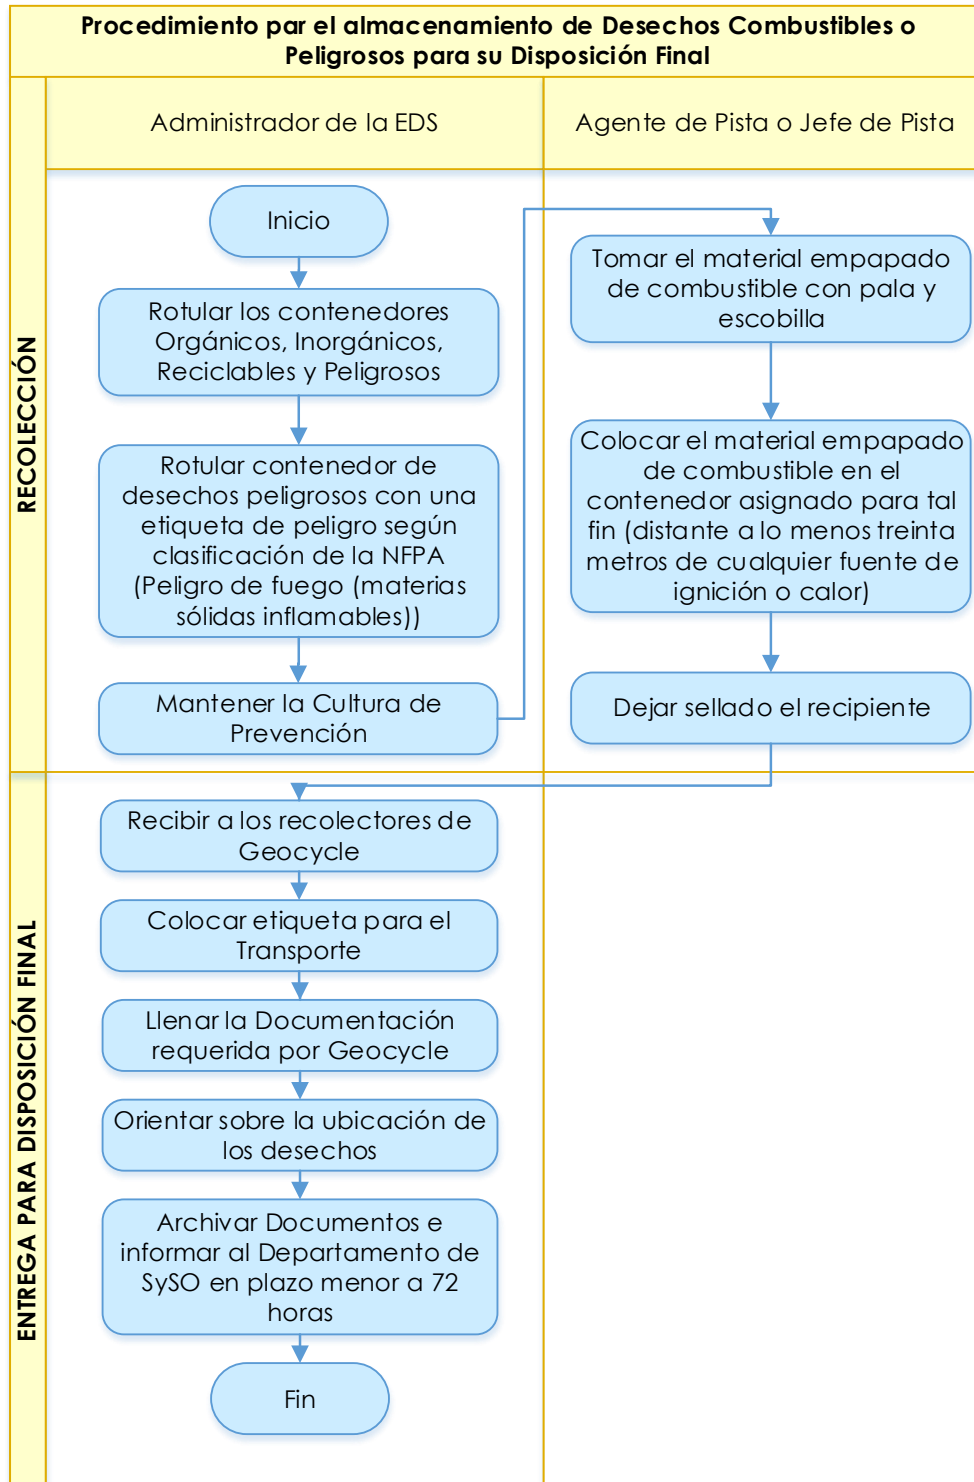 Procedimiento par el almacenamiento de Desechos Combustibles o
Peligrosos para su Disposición Final
Administrador de la EDS
Agente de Pista o Jefe de Pista
RECOLECCIÓN
Inicio
Rotular los contenedores
Orgánicos, Inorgánicos,
Reciclables y Peligrosos
Rotular contenedor de
desechos peligrosos con una
etiqueta de peligro según
clasificación de la NFPA
(Peligro de fuego (materias
sólidas inflamables))
Mantener la Cultura de
Prevención
Tomar el material empapado
de combustible con pala y
escobilla
Colocar el material empapado
de combustible en el
contenedor asignado para tal
fin (distante a lo menos treinta
metros de cualquier fuente de
ignición o calor)
Dejar sellado el recipiente
ENTREGA PARA DISPOSICIÓN FINAL
Recibir a los recolectores de
Geocycle
Colocar etiqueta para el
Transporte
Llenar la Documentación
requerida por Geocycle
Orientar sobre la ubicación de
los desechos
Archivar Documentos e
informar al Departamento de
SySO en plazo menor a 72
horas
Fin